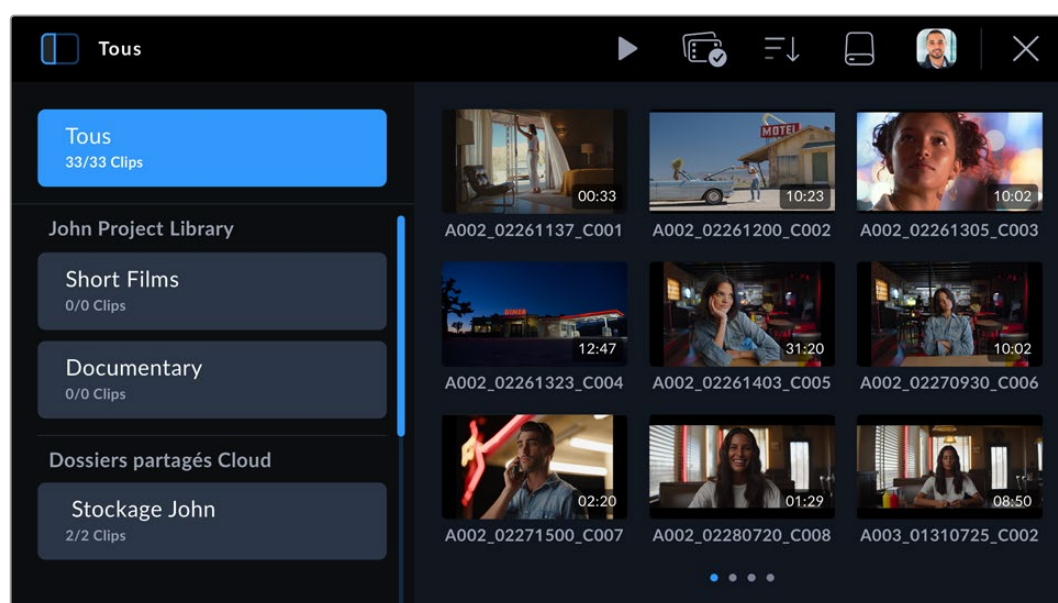 Tous
Tous
33/33 Clips
John Project Library
Short Films
0/0 Clips
Documentary
0/0 Clips
Dossiers partagés Cloud
Stockage John
2/2 Clips
MOTEL
00:33
10:23
10:02
A002_02261137_C001
A002_02261200_C002
A002_02261305_C003
DINER
12:47
31:20
10:02
A002_02261323_C004
A002_02261403_C005
A002_02270930_C006
02:20
01:29
08:50
A002_02271500_C007
A002_02280720_C008
A003_01310725_C002